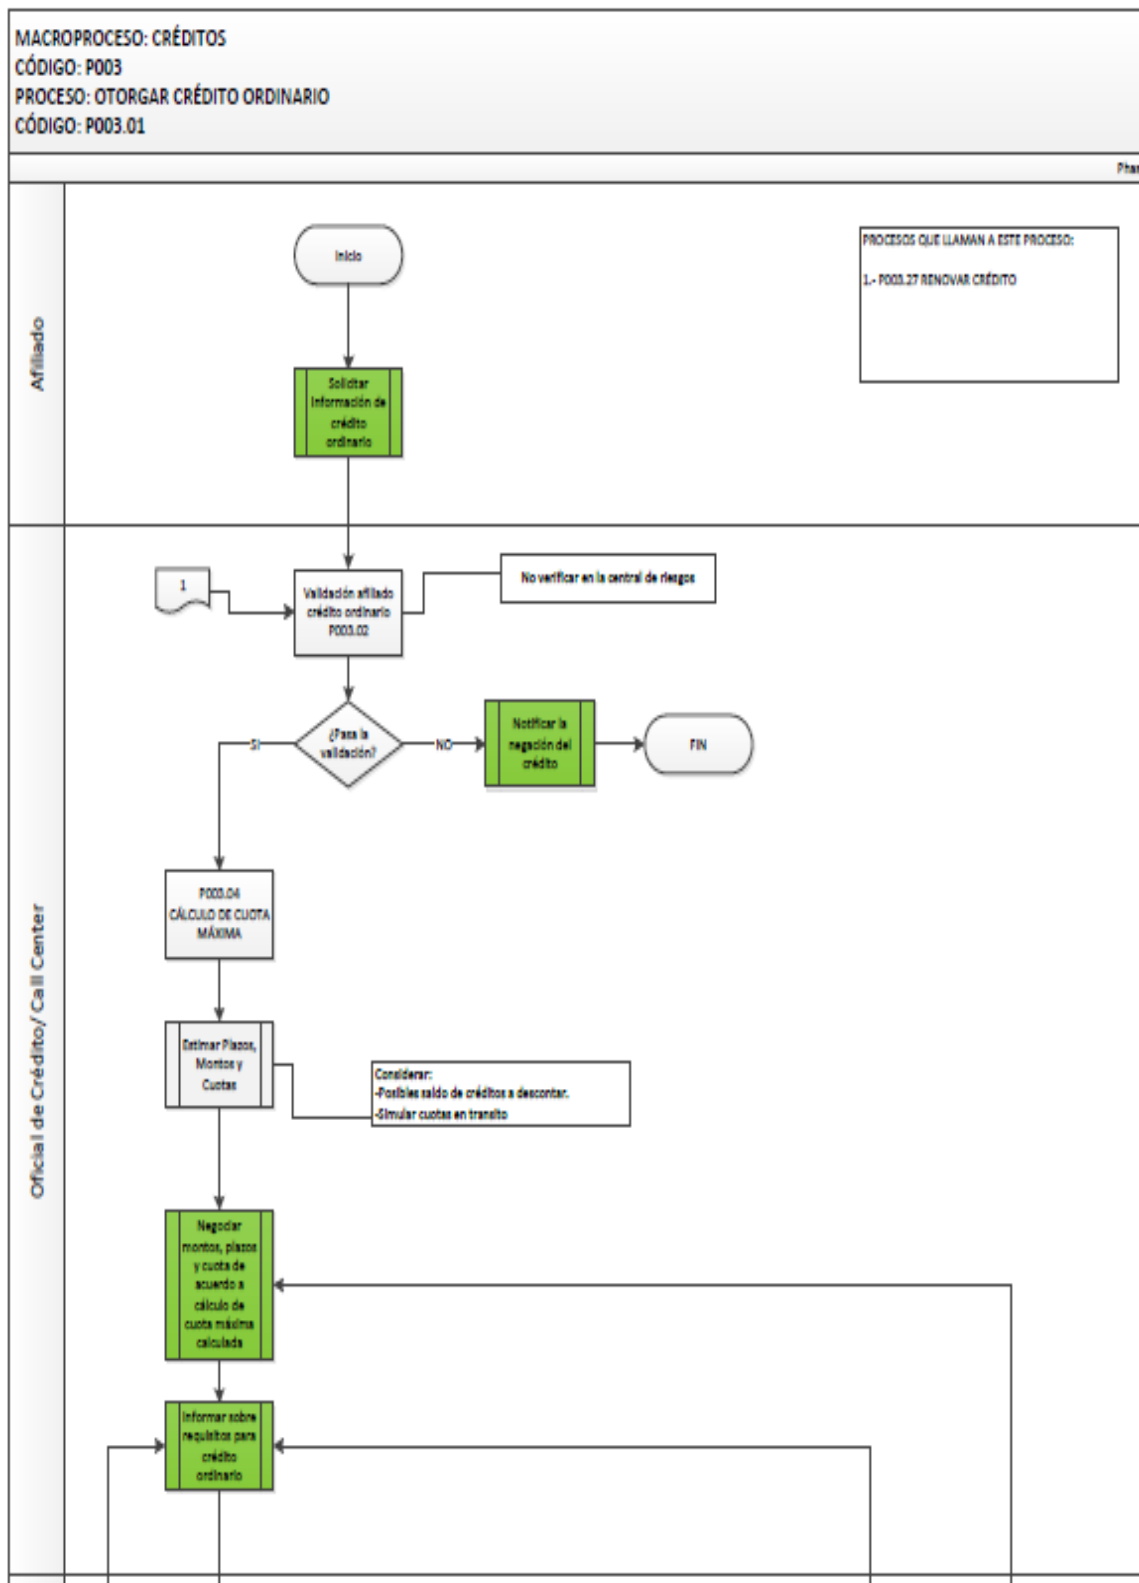 MACROPROCESO: CRÉDITOS
CÓDIGO: P003
PROCESO: OTORGAR CRÉDITO ORDINARIO
CÓDIGO: P003.01
Phas
Afiliado
Inicio
PROCESOS QUE LLAMAN A ESTE PROCESO:
1.- P003.27 RENOVAR CRÉDITO
Solicitar
información de
crédito
ordinario
Oficial de Crédito/ Call Center
1
Validación afiliado
crédito ordinario
P003.02
No verificar en la central de riesgos
¿Pasa la
validación?
SI
NO
Notificar la
negación del
crédito
FIN
P003.04
CÁLCULO DE CUOTA
MÁXIMA
Estimar Plazos,
Montos y
Cuotas
Considerar:
-Posibles saldo de créditos a descontar.
-Simular cuotas en transito
Negociar
montos, plazos
y cuota de
acuerdo a
cálculo de
cuota máxima
calculada
Informar sobre
requisitos para
crédito
ordinario